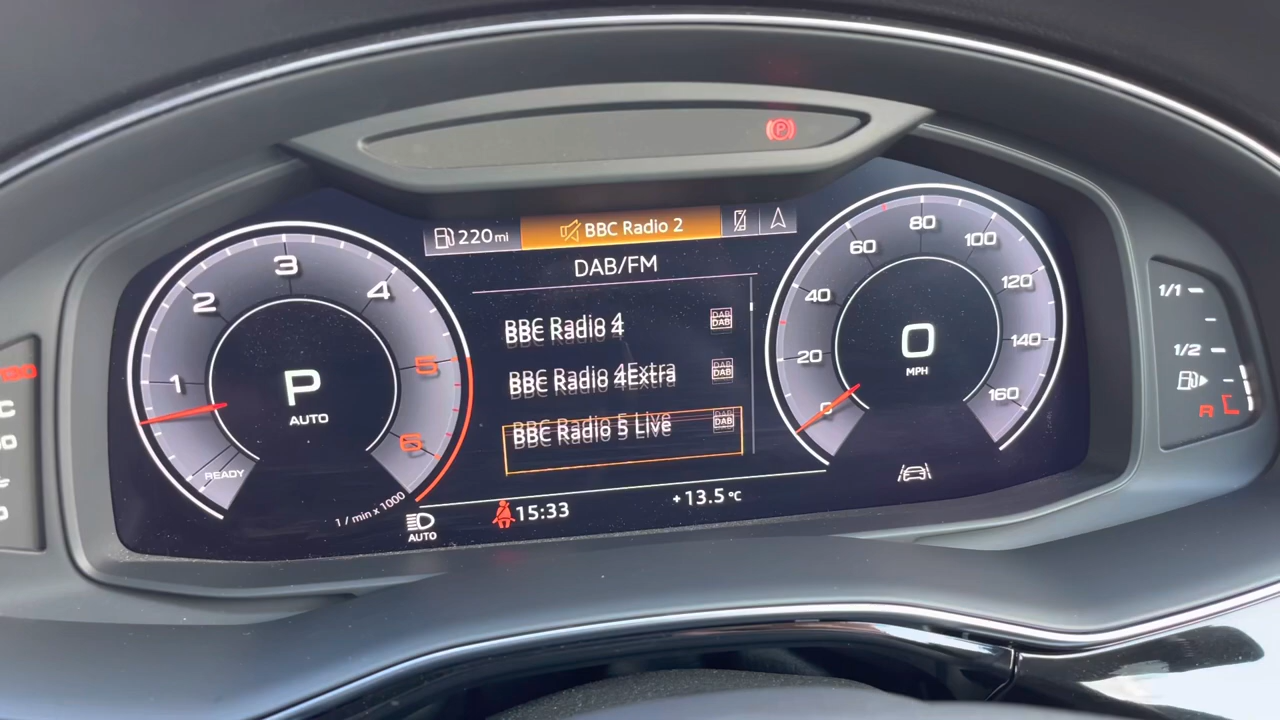 P
220mi
BBC Radio 2
DAB/FM
BBC Radio 4
DAB
BBC Radio 4Extra
DAB
BBC Radio 5 Live
DAB
1
2
3
4
5
6
P
AUTO
READY
1 / min x 1000
0
20
40
60
80
100
120
140
160
0
MPH
AUTO
15:33
+13.5°C
1/1
1/2
R